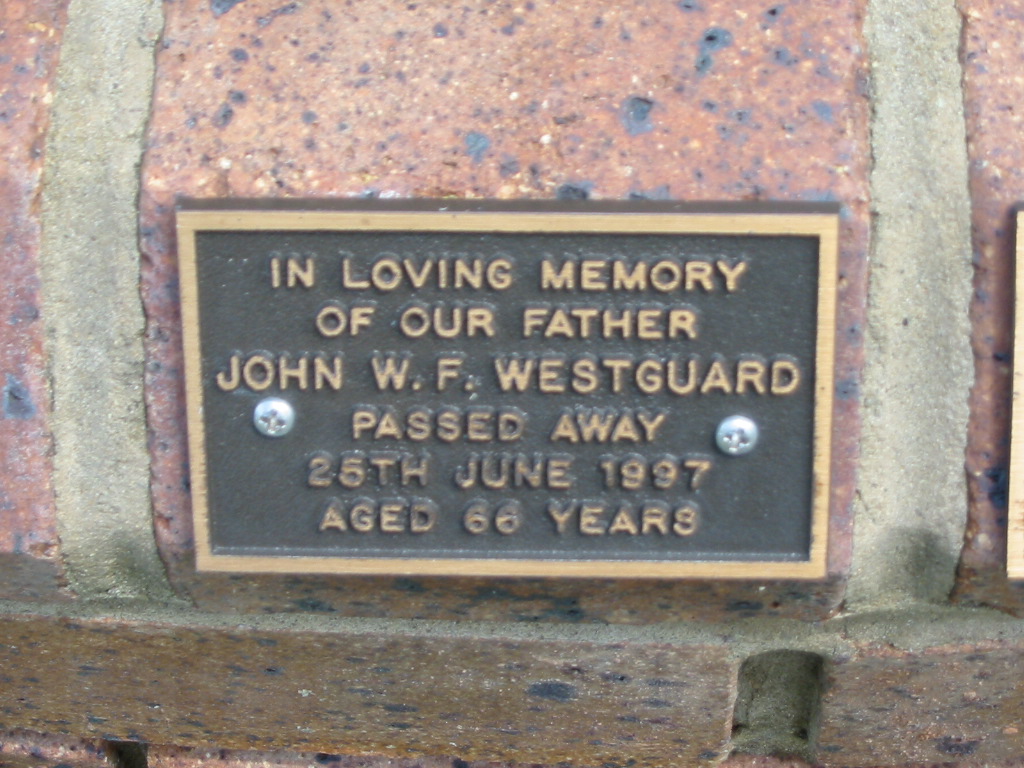 IN LOVING MEMORY
OF OUR FATHER
JOHN W. F. WESTGUARD
PASSED AWAY
25TH JUNE 1997
AGED 66 YEARS